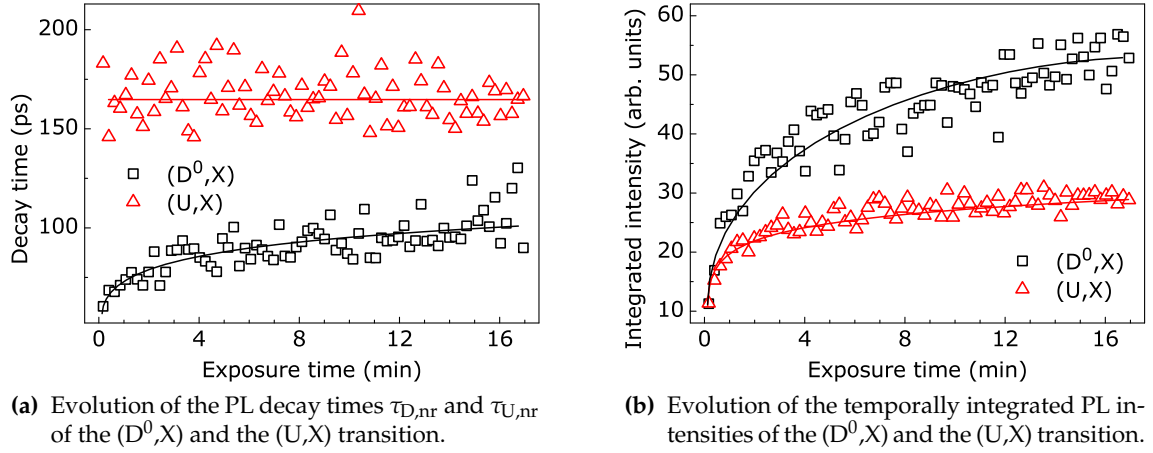 200
150
100
Decay time (ps)
(D⁰,X)
(U,X)
0 4 8 12 16
Exposure time (min)
60
50
40
30
20
10
Integrated intensity (arb. units)
(D⁰,X)
(U,X)
0 4 8 12 16
Exposure time (min)
(a) Evolution of the PL decay times τD,nr and τU,nr
of the (D⁰,X) and the (U,X) transition.
(b) Evolution of the temporally integrated PL in-
tensities of the (D⁰,X) and the (U,X) transition.